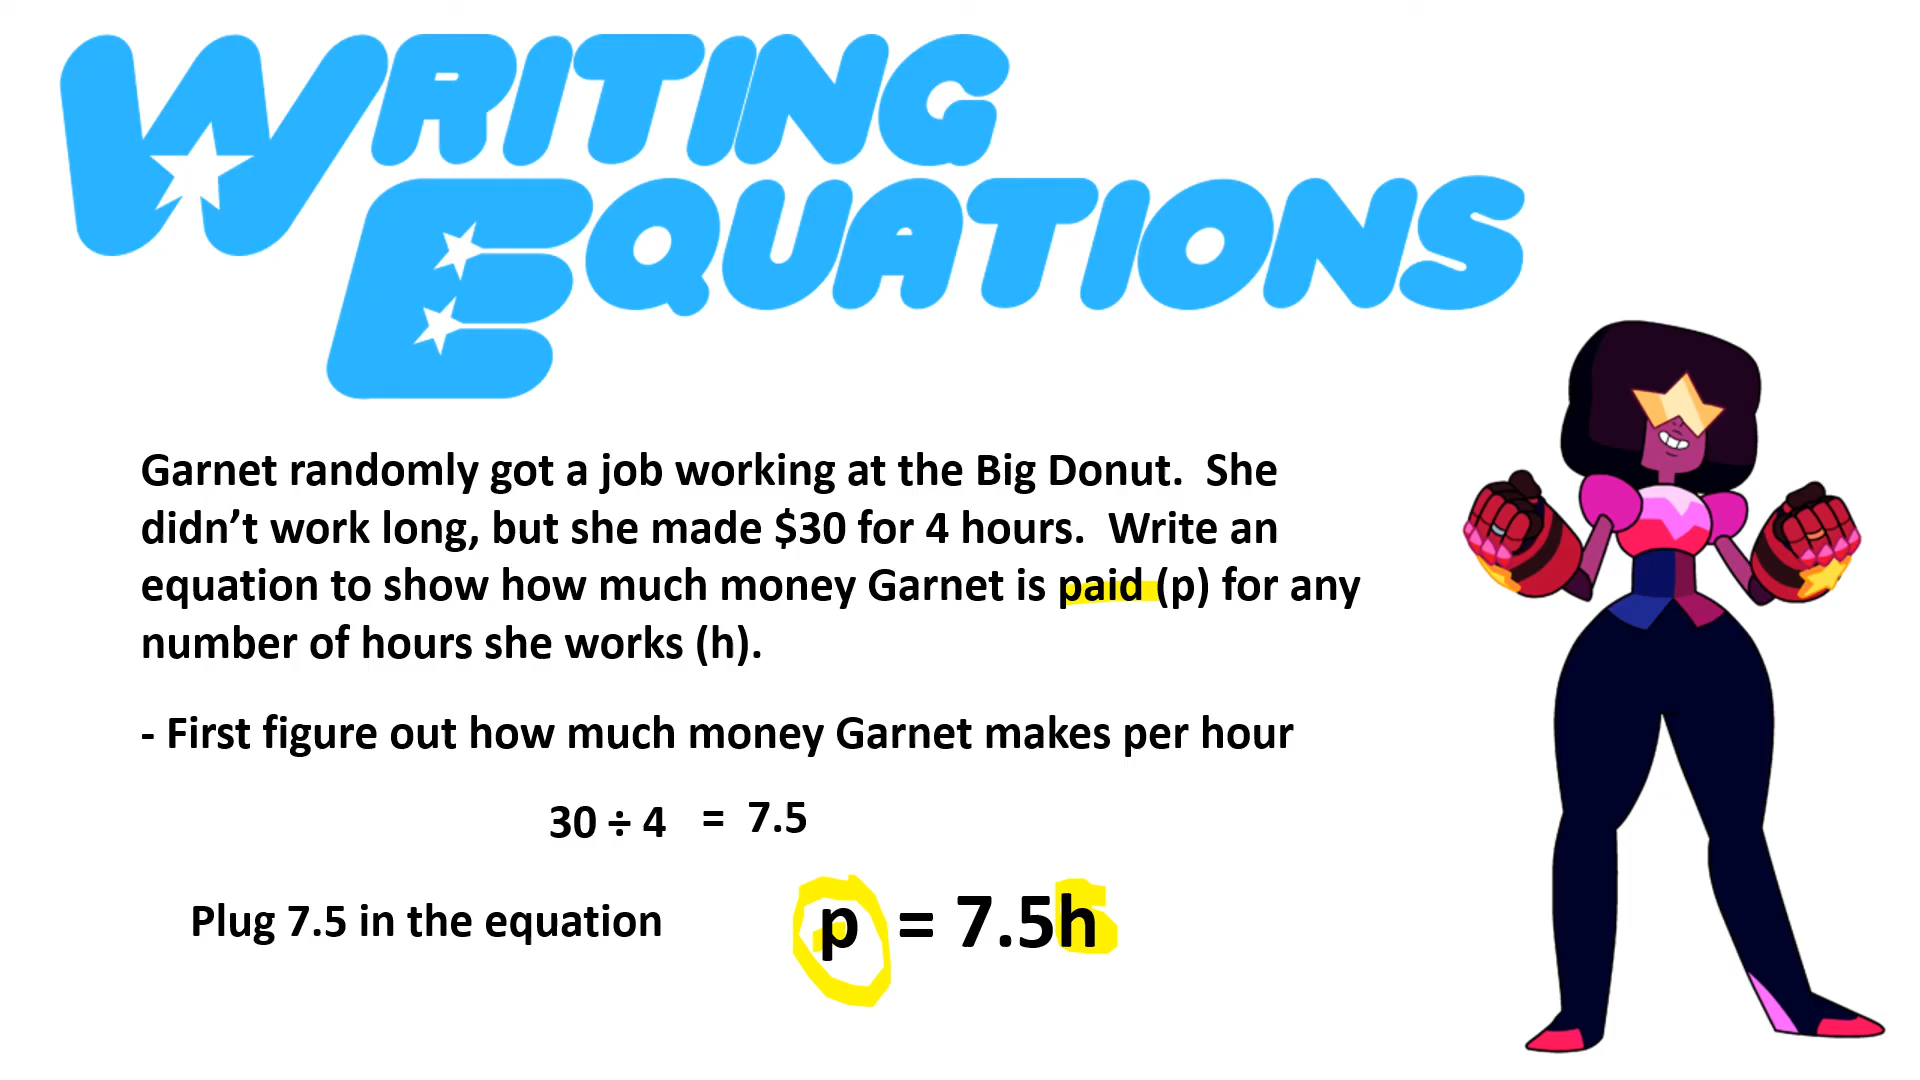 WRITING
EQUATIONS
Garnet randomly got a job working at the Big Donut.  She
didn’t work long, but she made $30 for 4 hours.  Write an
equation to show how much money Garnet is paid (p) for any
number of hours she works (h).
- First figure out how much money Garnet makes per hour
30 ÷ 4 = 7.5
Plug 7.5 in the equation p = 7.5h